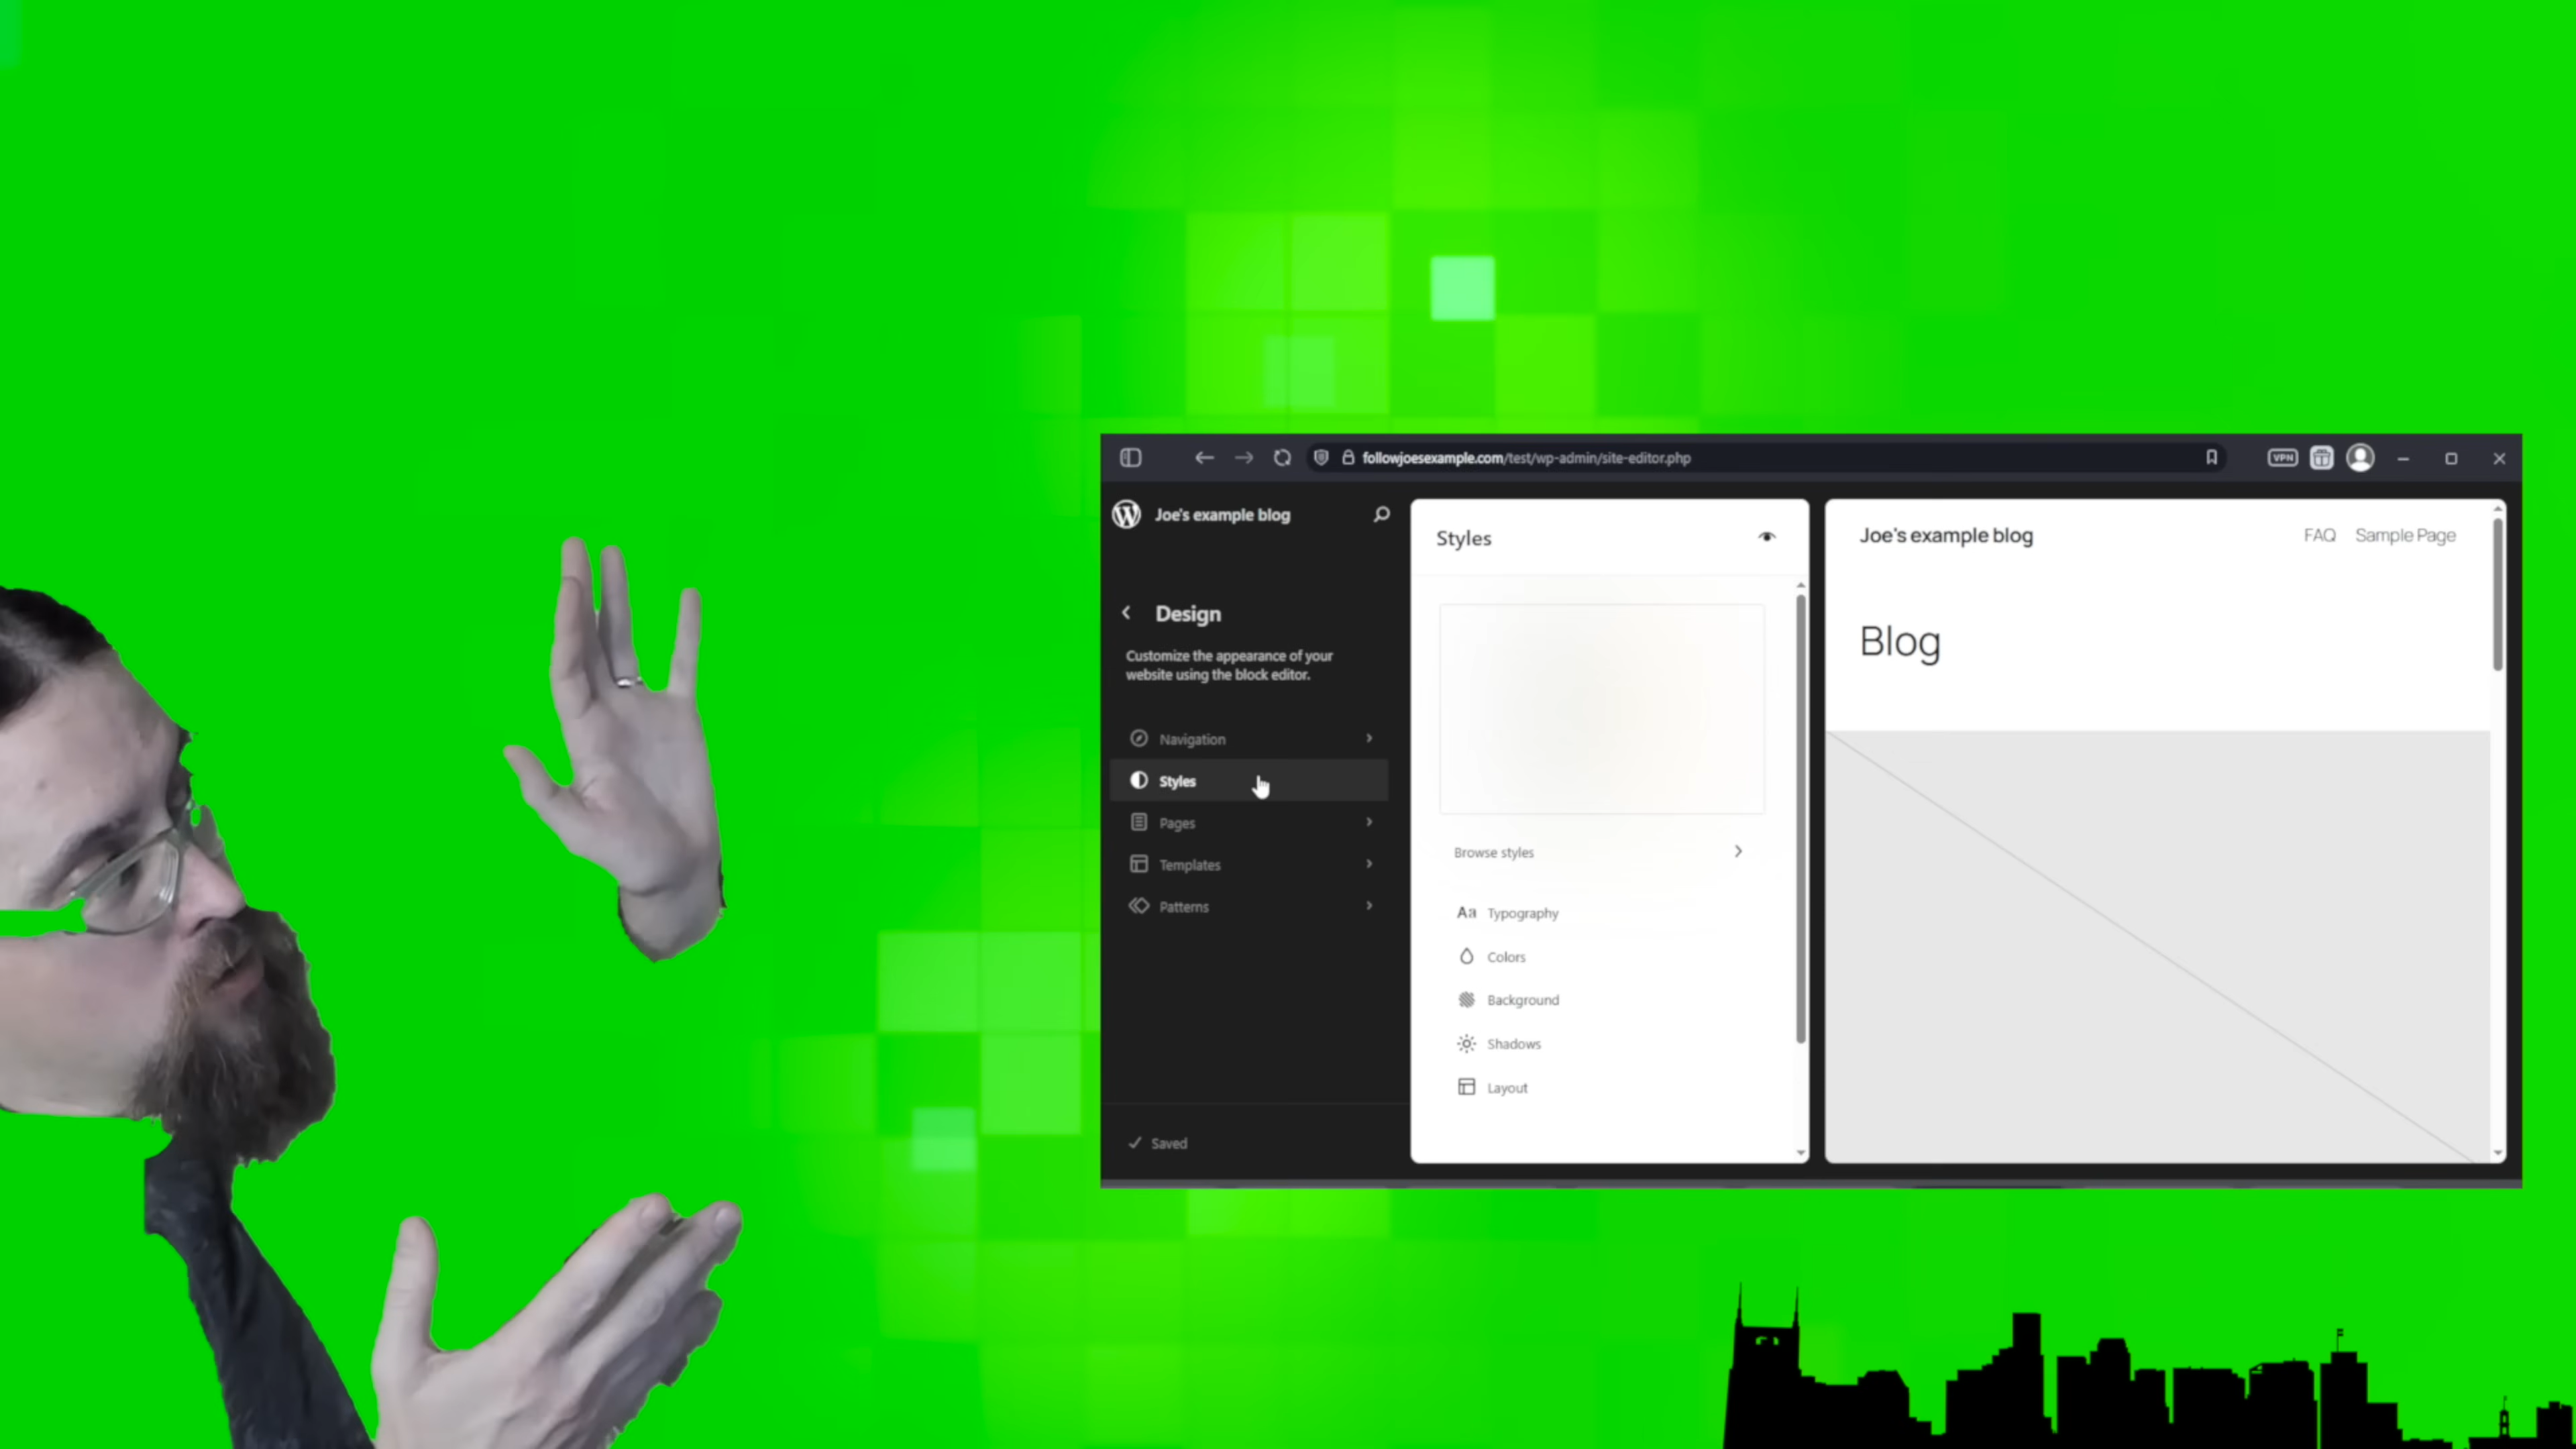 followjoesexample.com/test/wp-admin/site-editor.php
VPN
Joe's example blog
Design
Customize the appearance of your
website using the block editor.
Navigation
Styles
Pages
Templates
Patterns
Saved
Styles
Browse styles
Aa Typography
Colors
Background
Shadows
Layout
Joe's example blog
FAQ Sample Page
Blog